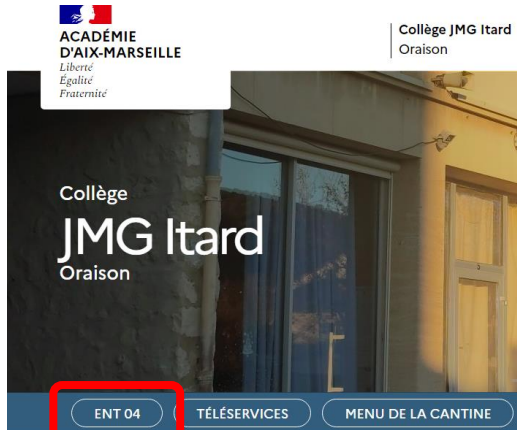 ACADÉMIE
D'AIX-MARSEILLE
Liberté
Égalité
Fraternité
Collège JMG Itard
Oraison
Collège
JMG Itard
Oraison
ENT 04
TÉLÉSERVICES
MENU DE LA CANTINE